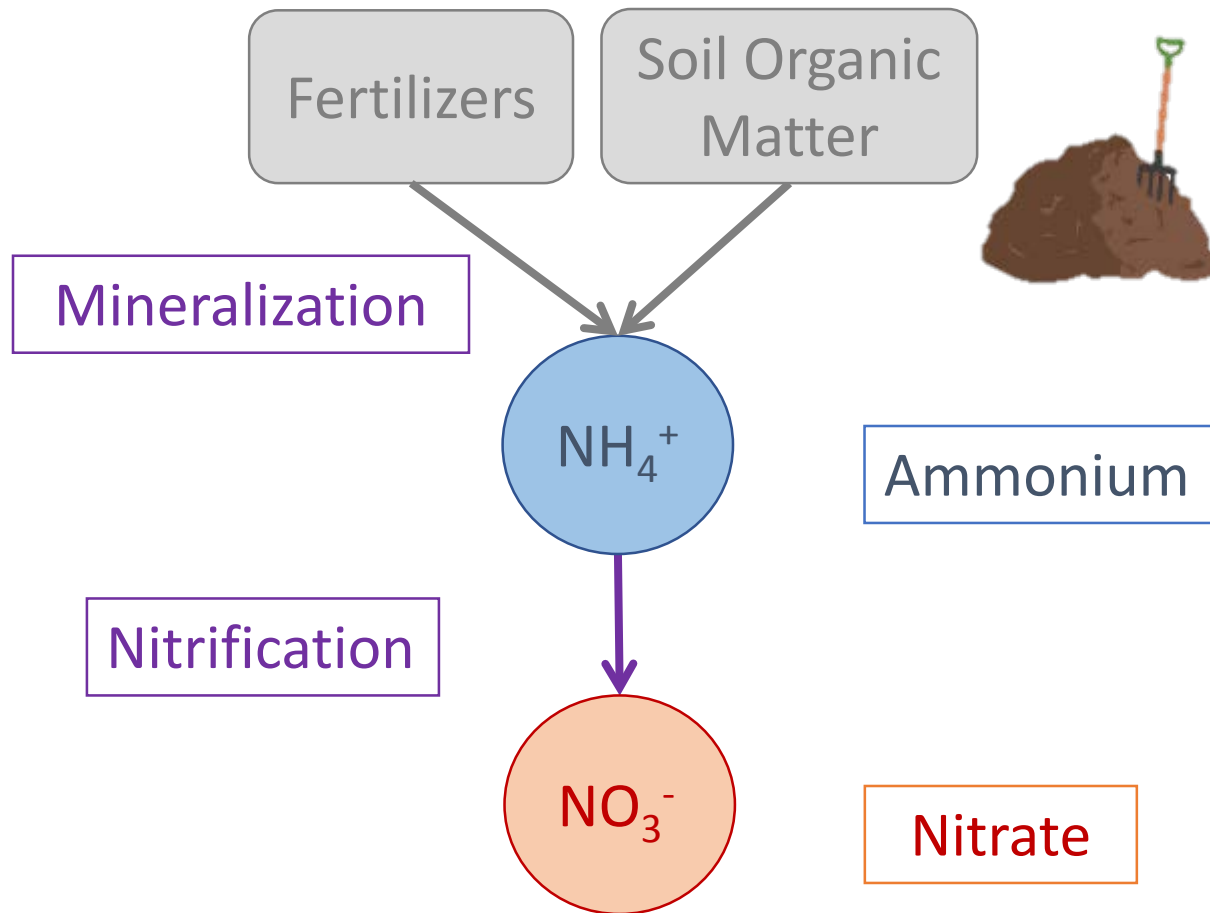 Fertilizers
Soil Organic
Matter
Mineralization
NH₄⁺
Ammonium
Nitrification
NO₃⁻
Nitrate